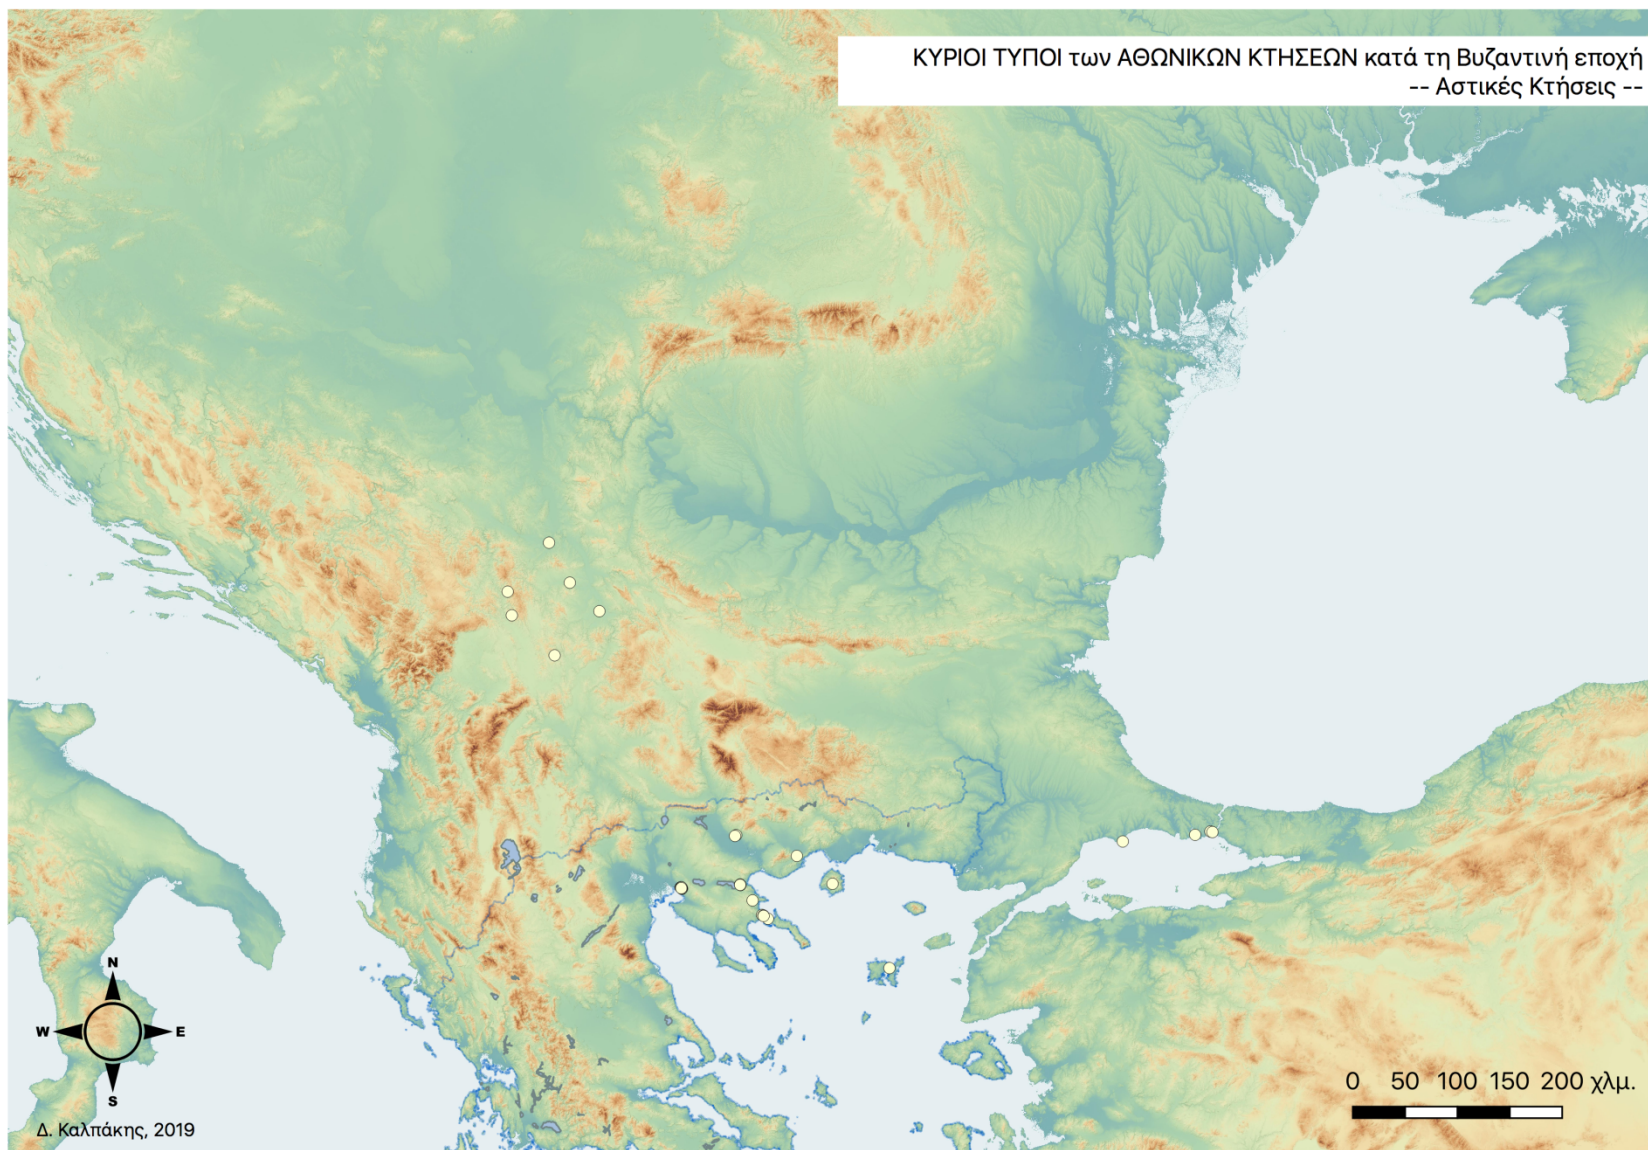 ΚΥΡΙΟΙ ΤΥΠΟΙ των ΑΘΩΝΙΚΩΝ ΚΤΗΣΕΩΝ κατά τη Βυζαντινή εποχή
-- Αστικές Κτήσεις --
N
W E
S
0 50 100 150 200 χλμ.
Δ. Καλπάκης, 2019